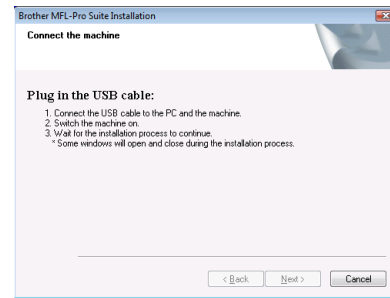 Brother MFL-Pro Suite Installation
Connect the machine
Plug in the USB cable:
1. Connect the USB cable to the PC and the machine.
2. Switch the machine on.
3. Wait for the installation process to continue.
* Some windows will open and close during the installation process.
< Back Next > Cancel